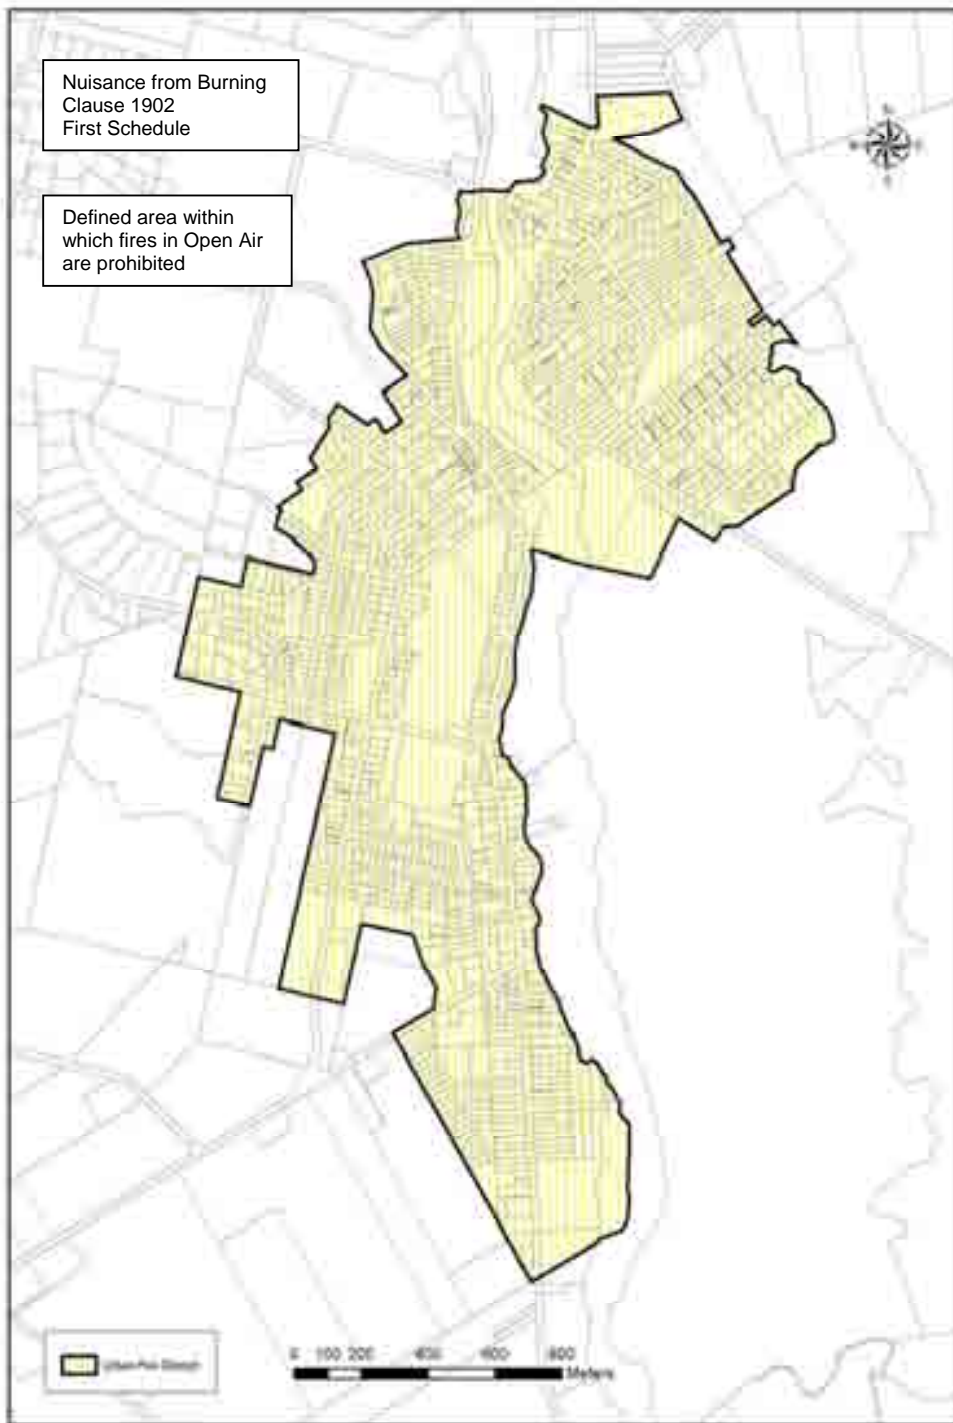 Nuisance from Burning
Clause 1902
First Schedule
Defined area within
which fires in Open Air
are prohibited
0 100 200 400 600 800
Meters